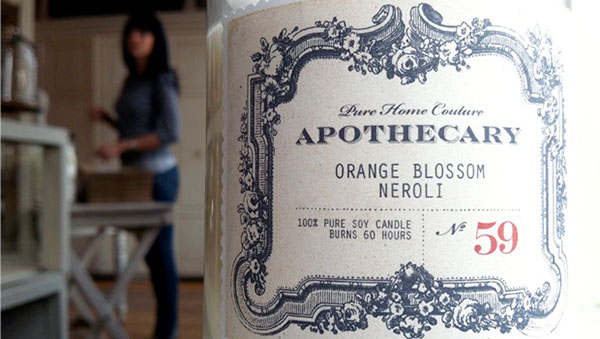 Pure Home Couture
APOTHECARY
ORANGE BLOSSOM
NEROLI
100% PURE SOY CANDLE
BURNS 60 HOURS
Nº 59